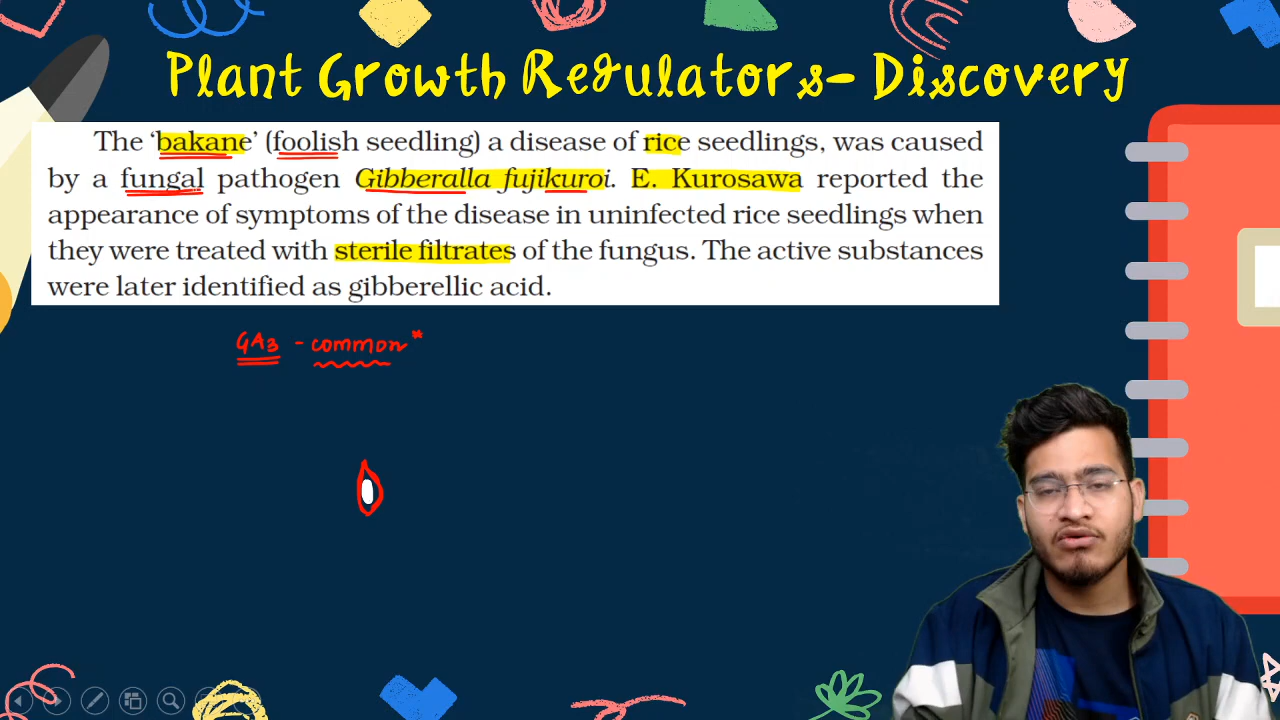 Plant Growth Regulators- Discovery
The ‘bakane’ (foolish seedling) a disease of rice seedlings, was caused
by a fungal pathogen Gibberalla fujikuroi. E. Kurosawa reported the
appearance of symptoms of the disease in uninfected rice seedlings when
they were treated with sterile filtrates of the fungus. The active substances
were later identified as gibberellic acid.
GA3 - common*